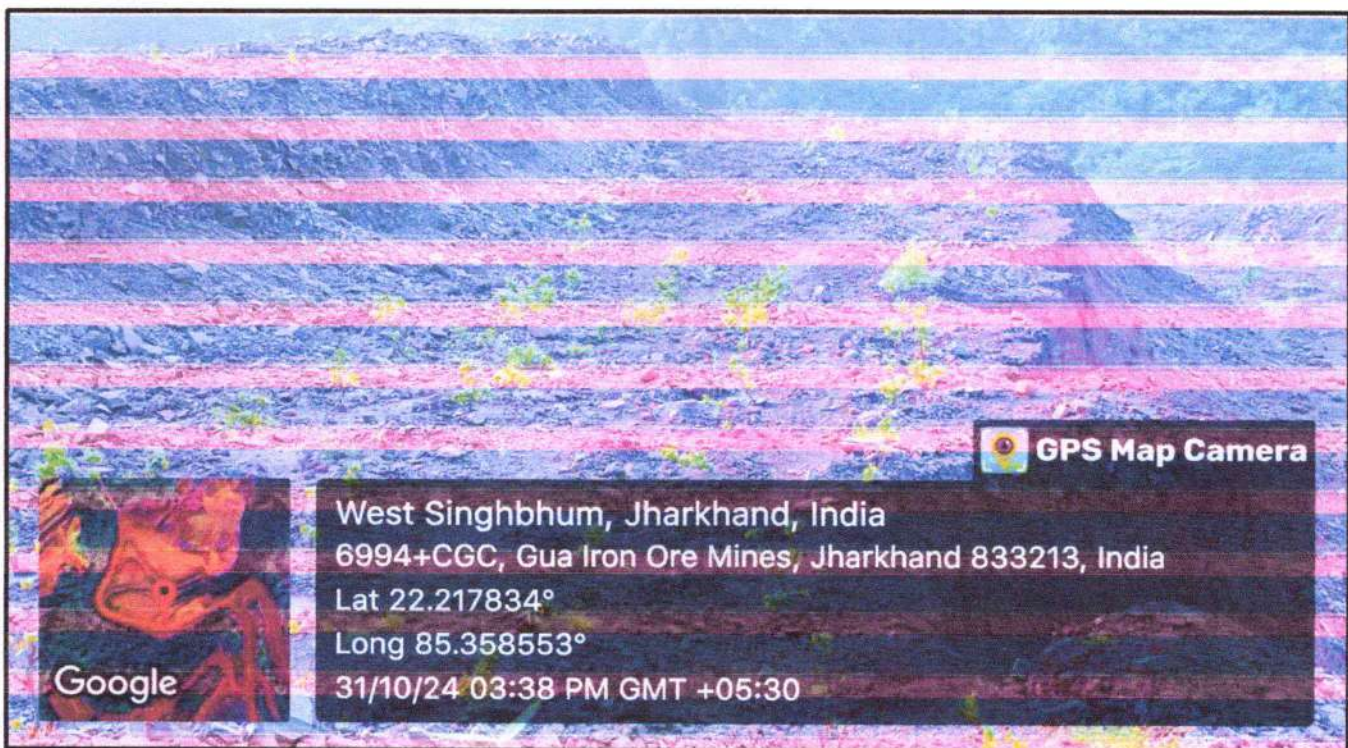 GPS Map Camera
West Singhbhum, Jharkhand, India
6994+CGC, Gua Iron Ore Mines, Jharkhand 833213, India
Lat 22.217834°
Long 85.358553°
31/10/24 03:38 PM GMT +05:30
Google